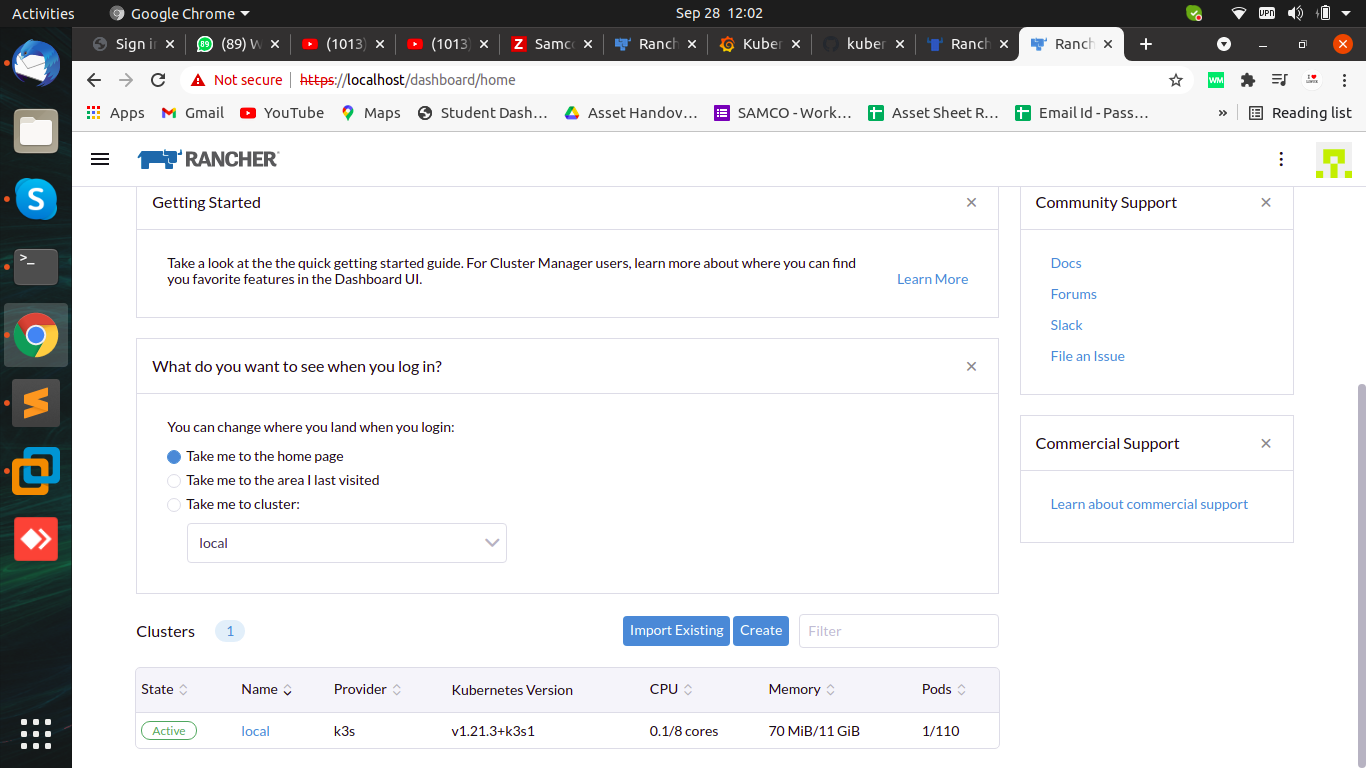 Activities
Google Chrome
Sep 28 12:02
UPN
Sign in
89
(89) W
(1013)
(1013)
Z
Samco
Ranch
Kuber
kuber
Ranch
Ranch
Not secure
https://localhost/dashboard/home
WM
Apps
Gmail
YouTube
Maps
Student Dash…
Asset Handov…
SAMCO - Work…
Asset Sheet R…
Email Id - Pass…
»
Reading list
RANCHER
Getting Started
Take a look at the the quick getting started guide. For Cluster Manager users, learn more about where you can find
you favorite features in the Dashboard UI.
Learn More
Community Support
Docs
Forums
Slack
File an Issue
What do you want to see when you log in?
You can change where you land when you login:
Take me to the home page
Take me to the area I last visited
Take me to cluster:
local
Commercial Support
Learn about commercial support
Clusters
1
Import Existing
Create
Filter
State
Name
Provider
Kubernetes Version
CPU
Memory
Pods
Active
local
k3s
v1.21.3+k3s1
0.1/8 cores
70 MiB/11 GiB
1/110